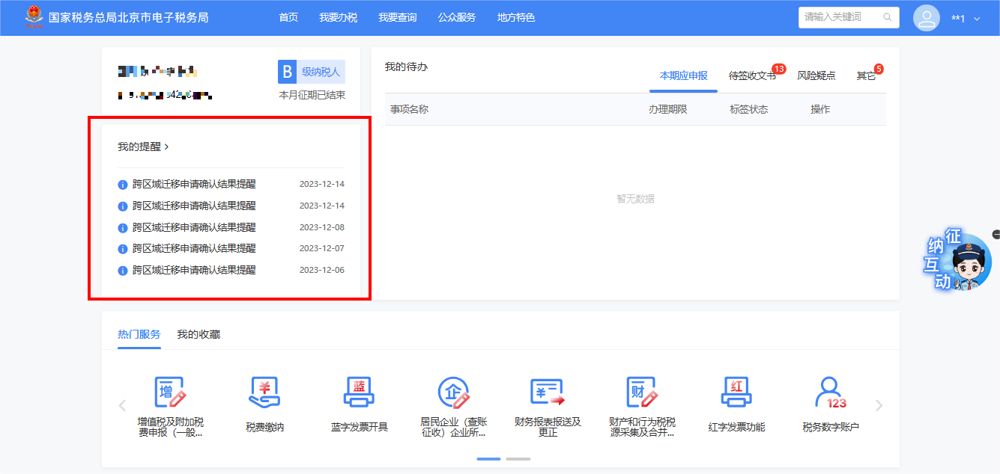 国家税务总局北京市电子税务局
首页 我要办税 我要查询 公众服务 地方特色
请输入关键词
**1
B 级纳税人
本月征期已结束
我的提醒 >
跨区域迁移申请确认结果提醒 2023-12-14
跨区域迁移申请确认结果提醒 2023-12-14
跨区域迁移申请确认结果提醒 2023-12-08
跨区域迁移申请确认结果提醒 2023-12-07
跨区域迁移申请确认结果提醒 2023-12-06
我的待办
本期应申报 待签收文书 13 风险疑点 其它 5
事项名称 办理期限 标签状态 操作
暂无数据
征纳互动
热门服务 我的收藏
增值税及附加税
费申报（一般...
税费缴纳
蓝字发票开具
居民企业（查账
征收）企业所...
财务报表报送及
更正
财产和行为税税
源采集及合并...
红字发票功能
税务数字账户
增
蓝
企
财
红
123